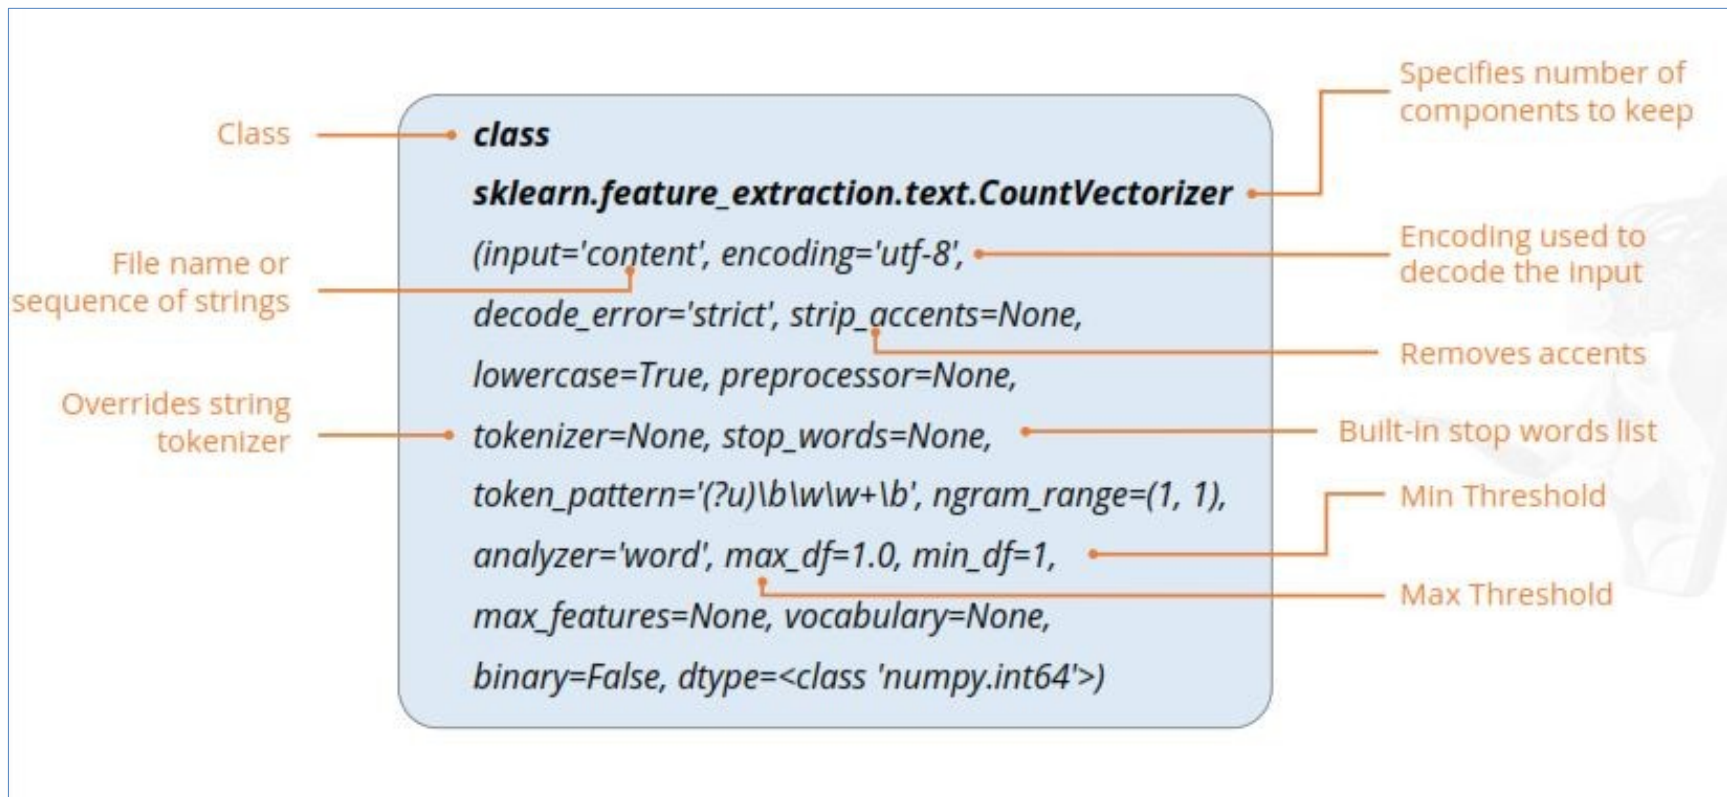 Specifies number of
components to keep
Class
class
sklearn.feature_extraction.text.CountVectorizer
(input='content', encoding='utf-8',
Encoding used to
decode the input
File name or
sequence of strings
decode_error='strict', strip_accents=None,
Removes accents
lowercase=True, preprocessor=None,
Overrides string
tokenizer
tokenizer=None, stop_words=None,
Built-in stop words list
token_pattern='(?u)\b\w\w+\b', ngram_range=(1, 1),
Min Threshold
analyzer='word', max_df=1.0, min_df=1,
Max Threshold
max_features=None, vocabulary=None,
binary=False, dtype=<class 'numpy.int64'>)